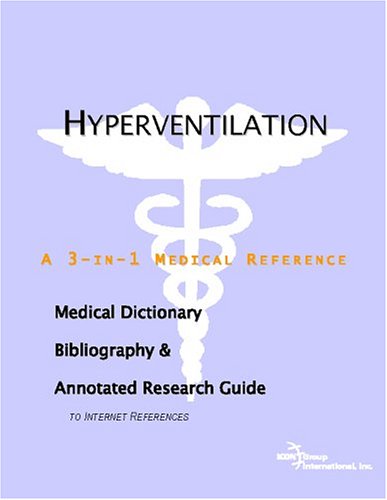 HYPERVENTILATION
A 3-IN-1 MEDICAL REFERENCE
Medical Dictionary
Bibliography &
Annotated Research Guide
TO INTERNET REFERENCES
ICON Group
International, Inc.